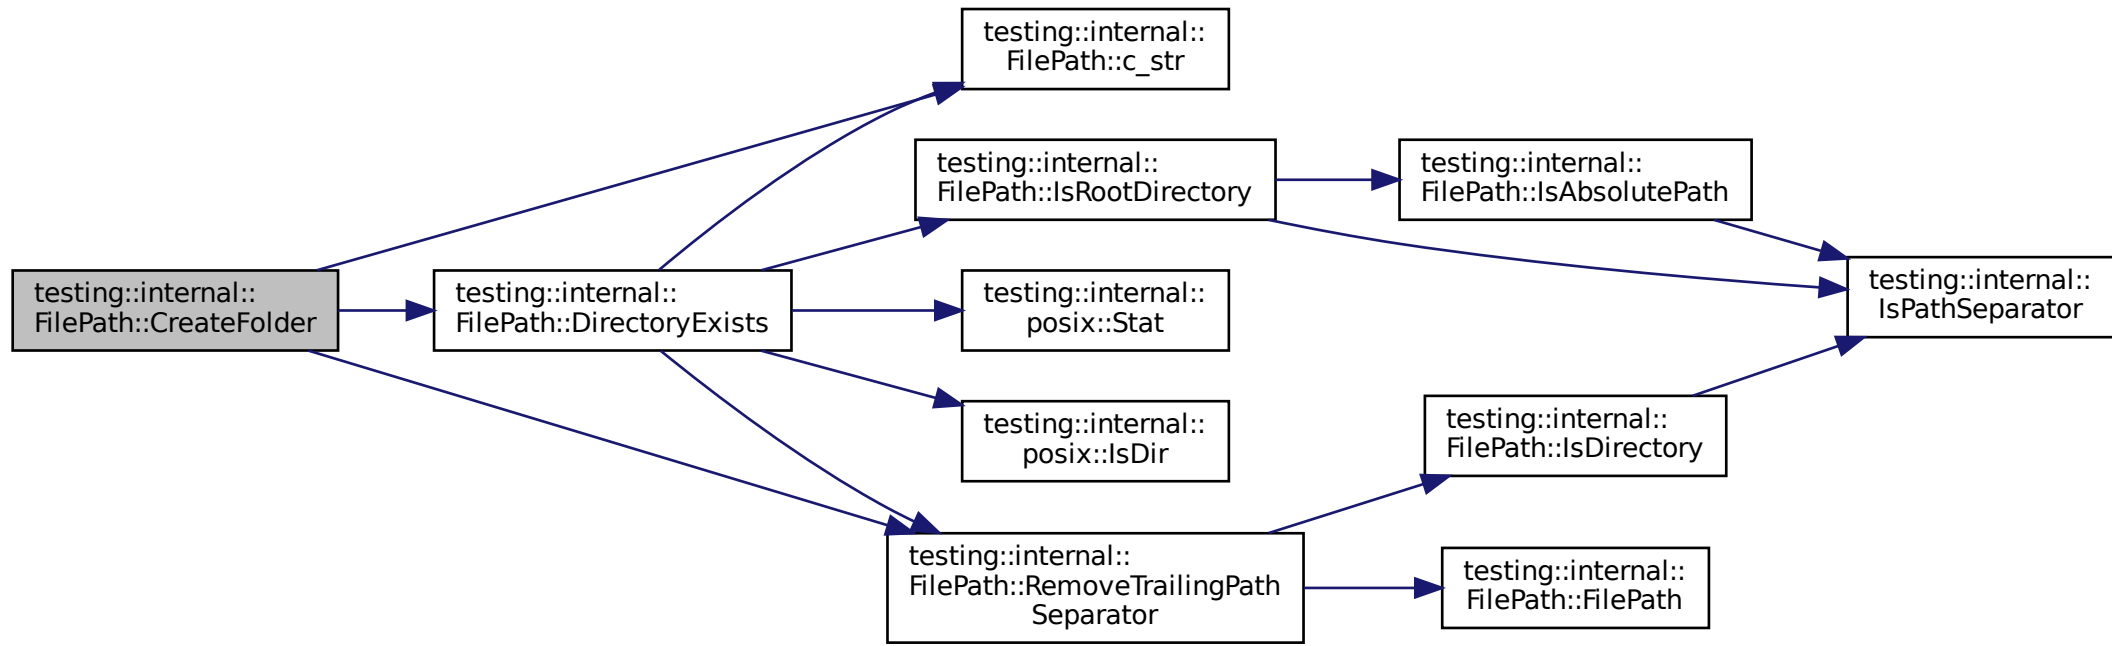 testing::internal::
FilePath::CreateFolder
testing::internal::
FilePath::DirectoryExists
testing::internal::
FilePath::c_str
testing::internal::
FilePath::IsRootDirectory
testing::internal::
posix::Stat
testing::internal::
posix::IsDir
testing::internal::
FilePath::RemoveTrailingPath
Separator
testing::internal::
FilePath::IsAbsolutePath
testing::internal::
FilePath::IsDirectory
testing::internal::
FilePath::FilePath
testing::internal::
IsPathSeparator